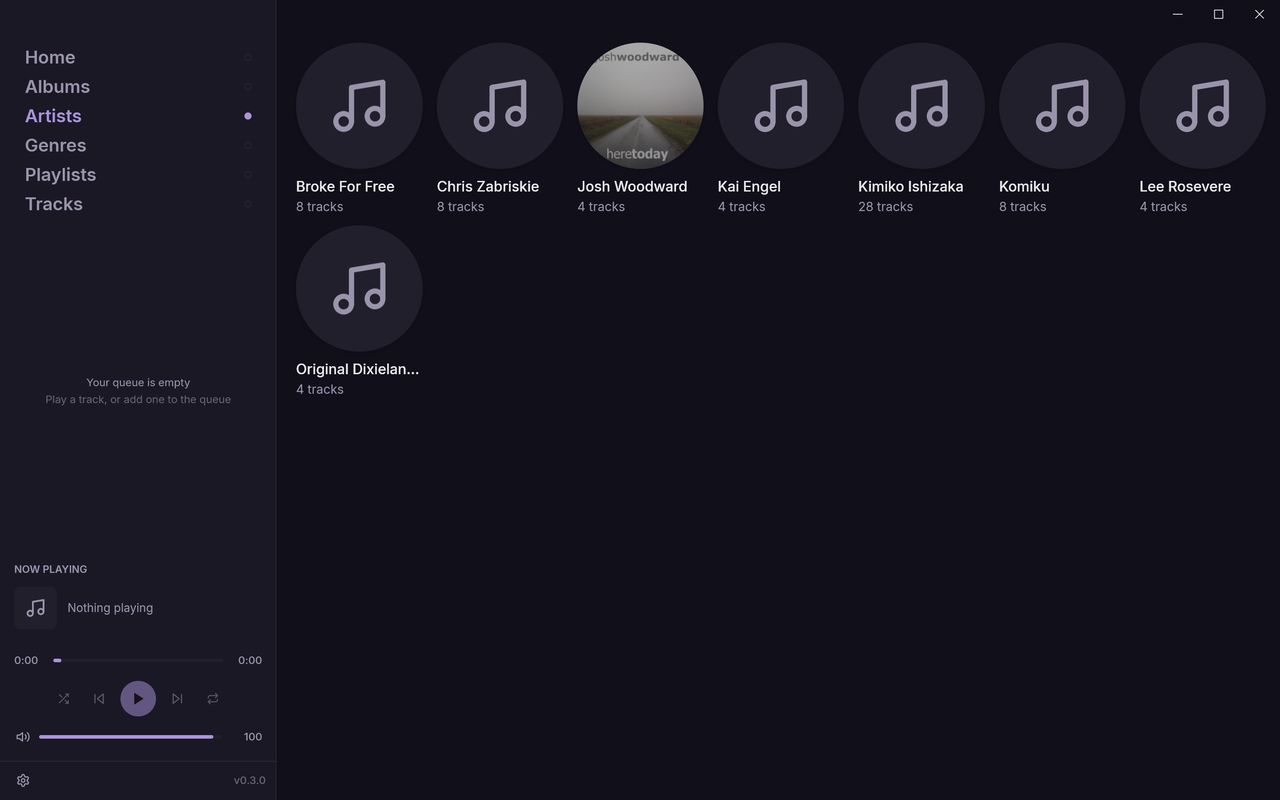 Home
Albums
Artists
Genres
Playlists
Tracks
Your queue is empty
Play a track, or add one to the queue
NOW PLAYING
Nothing playing
0:00
0:00
100
v0.3.0
oshwoodward
heretoday
Broke For Free
8 tracks
Chris Zabriskie
8 tracks
Josh Woodward
4 tracks
Kai Engel
4 tracks
Kimiko Ishizaka
28 tracks
Komiku
8 tracks
Lee Rosevere
4 tracks
Original Dixielan...
4 tracks